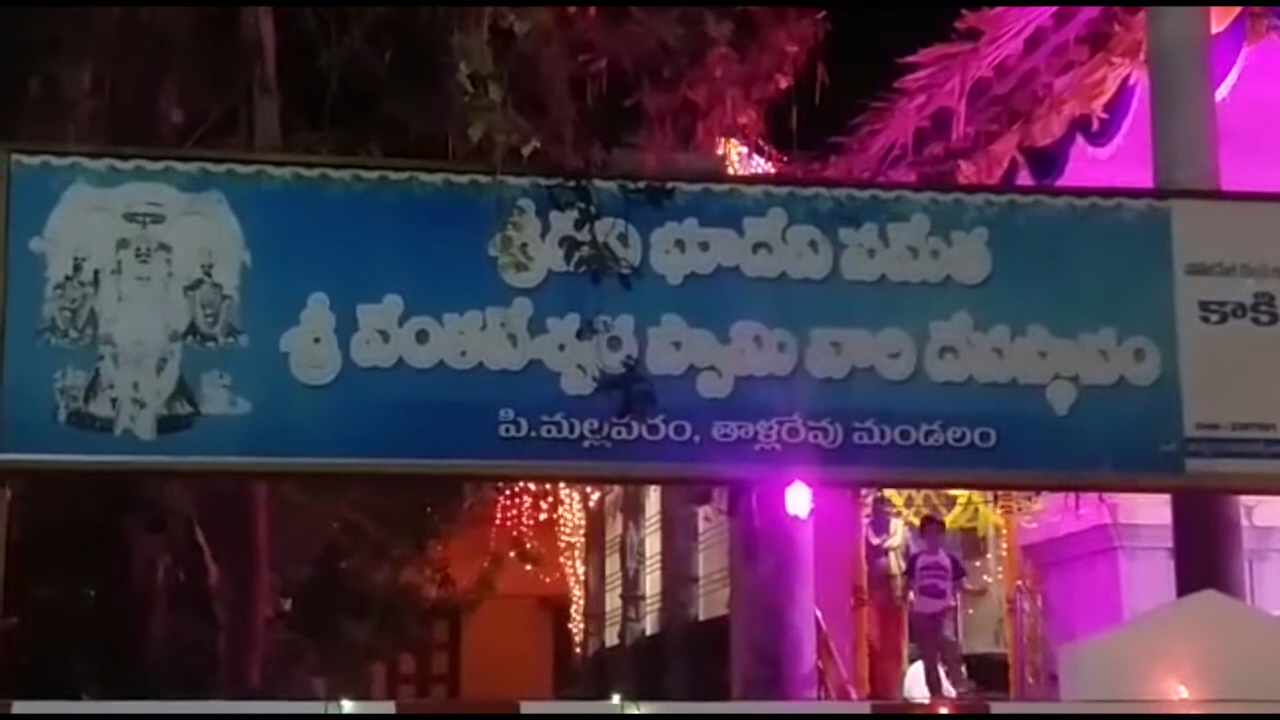 శ్రీదేవి భూదేవి సమేత
శ్రీ వేంకటేశ్వర స్వామి వారి దేవస్థానం
పి.మల్లవరం, తాళ్లరేవు మండలం
కాకి